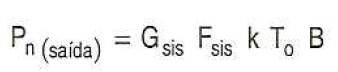 Pn (saída) = Gsis Fsis k To B